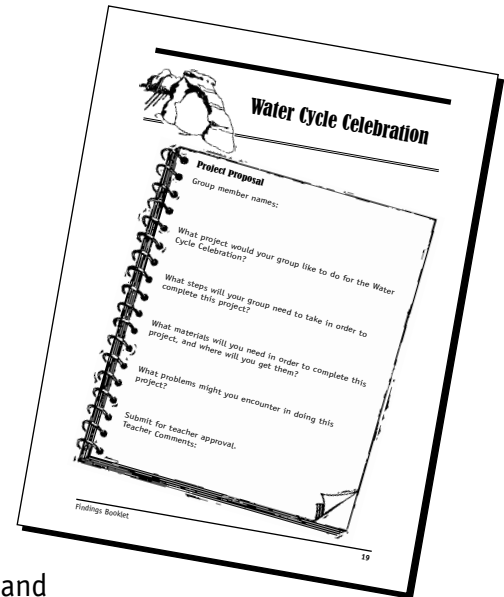 Water Cycle Celebration
Project Proposal
Group member names:
What project would your group like to do for the Water
Cycle Celebration?
What steps will your group need to take in order to
complete this project?
What materials will you need in order to complete this
project, and where will you get them?
What problems might you encounter in doing this
project?
Submit for teacher approval.
Teacher Comments:
Findings Booklet
19
and